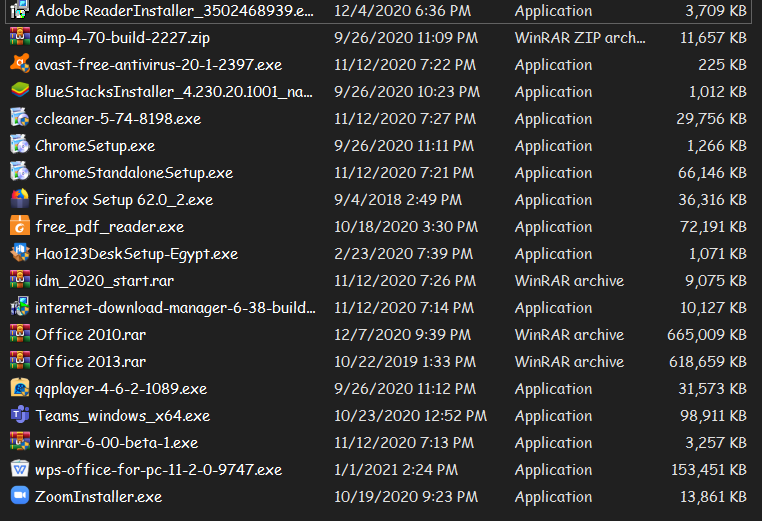 Adobe ReaderInstaller_3502468939.e... 12/4/2020 6:36 PM Application 3,709 KB
aimp-4-70-build-2227.zip 9/26/2020 11:09 PM WinRAR ZIP arch... 11,657 KB
avast-free-antivirus-20-1-2397.exe 11/12/2020 7:22 PM Application 225 KB
BlueStacksInstaller_4.230.20.1001_na... 9/26/2020 10:23 PM Application 1,012 KB
ccleaner-5-74-8198.exe 11/12/2020 7:27 PM Application 29,756 KB
ChromeSetup.exe 9/26/2020 11:11 PM Application 1,266 KB
ChromeStandaloneSetup.exe 11/12/2020 7:21 PM Application 66,146 KB
Firefox Setup 62.0_2.exe 9/4/2018 2:49 PM Application 36,316 KB
free_pdf_reader.exe 10/18/2020 3:30 PM Application 72,191 KB
Hao123DeskSetup-Egypt.exe 2/23/2020 7:39 PM Application 1,071 KB
idm_2020_start.rar 11/12/2020 7:26 PM WinRAR archive 9,075 KB
internet-download-manager-6-38-build... 11/12/2020 7:14 PM Application 10,127 KB
Office 2010.rar 12/7/2020 9:39 PM WinRAR archive 665,009 KB
Office 2013.rar 10/22/2019 1:33 PM WinRAR archive 618,659 KB
qqplayer-4-6-2-1089.exe 9/26/2020 11:12 PM Application 31,573 KB
Teams_windows_x64.exe 10/23/2020 12:52 PM Application 98,911 KB
winrar-6-00-beta-1.exe 11/12/2020 7:13 PM Application 3,257 KB
wps-office-for-pc-11-2-0-9747.exe 1/1/2021 2:24 PM Application 153,451 KB
ZoomInstaller.exe 10/19/2020 9:23 PM Application 13,861 KB